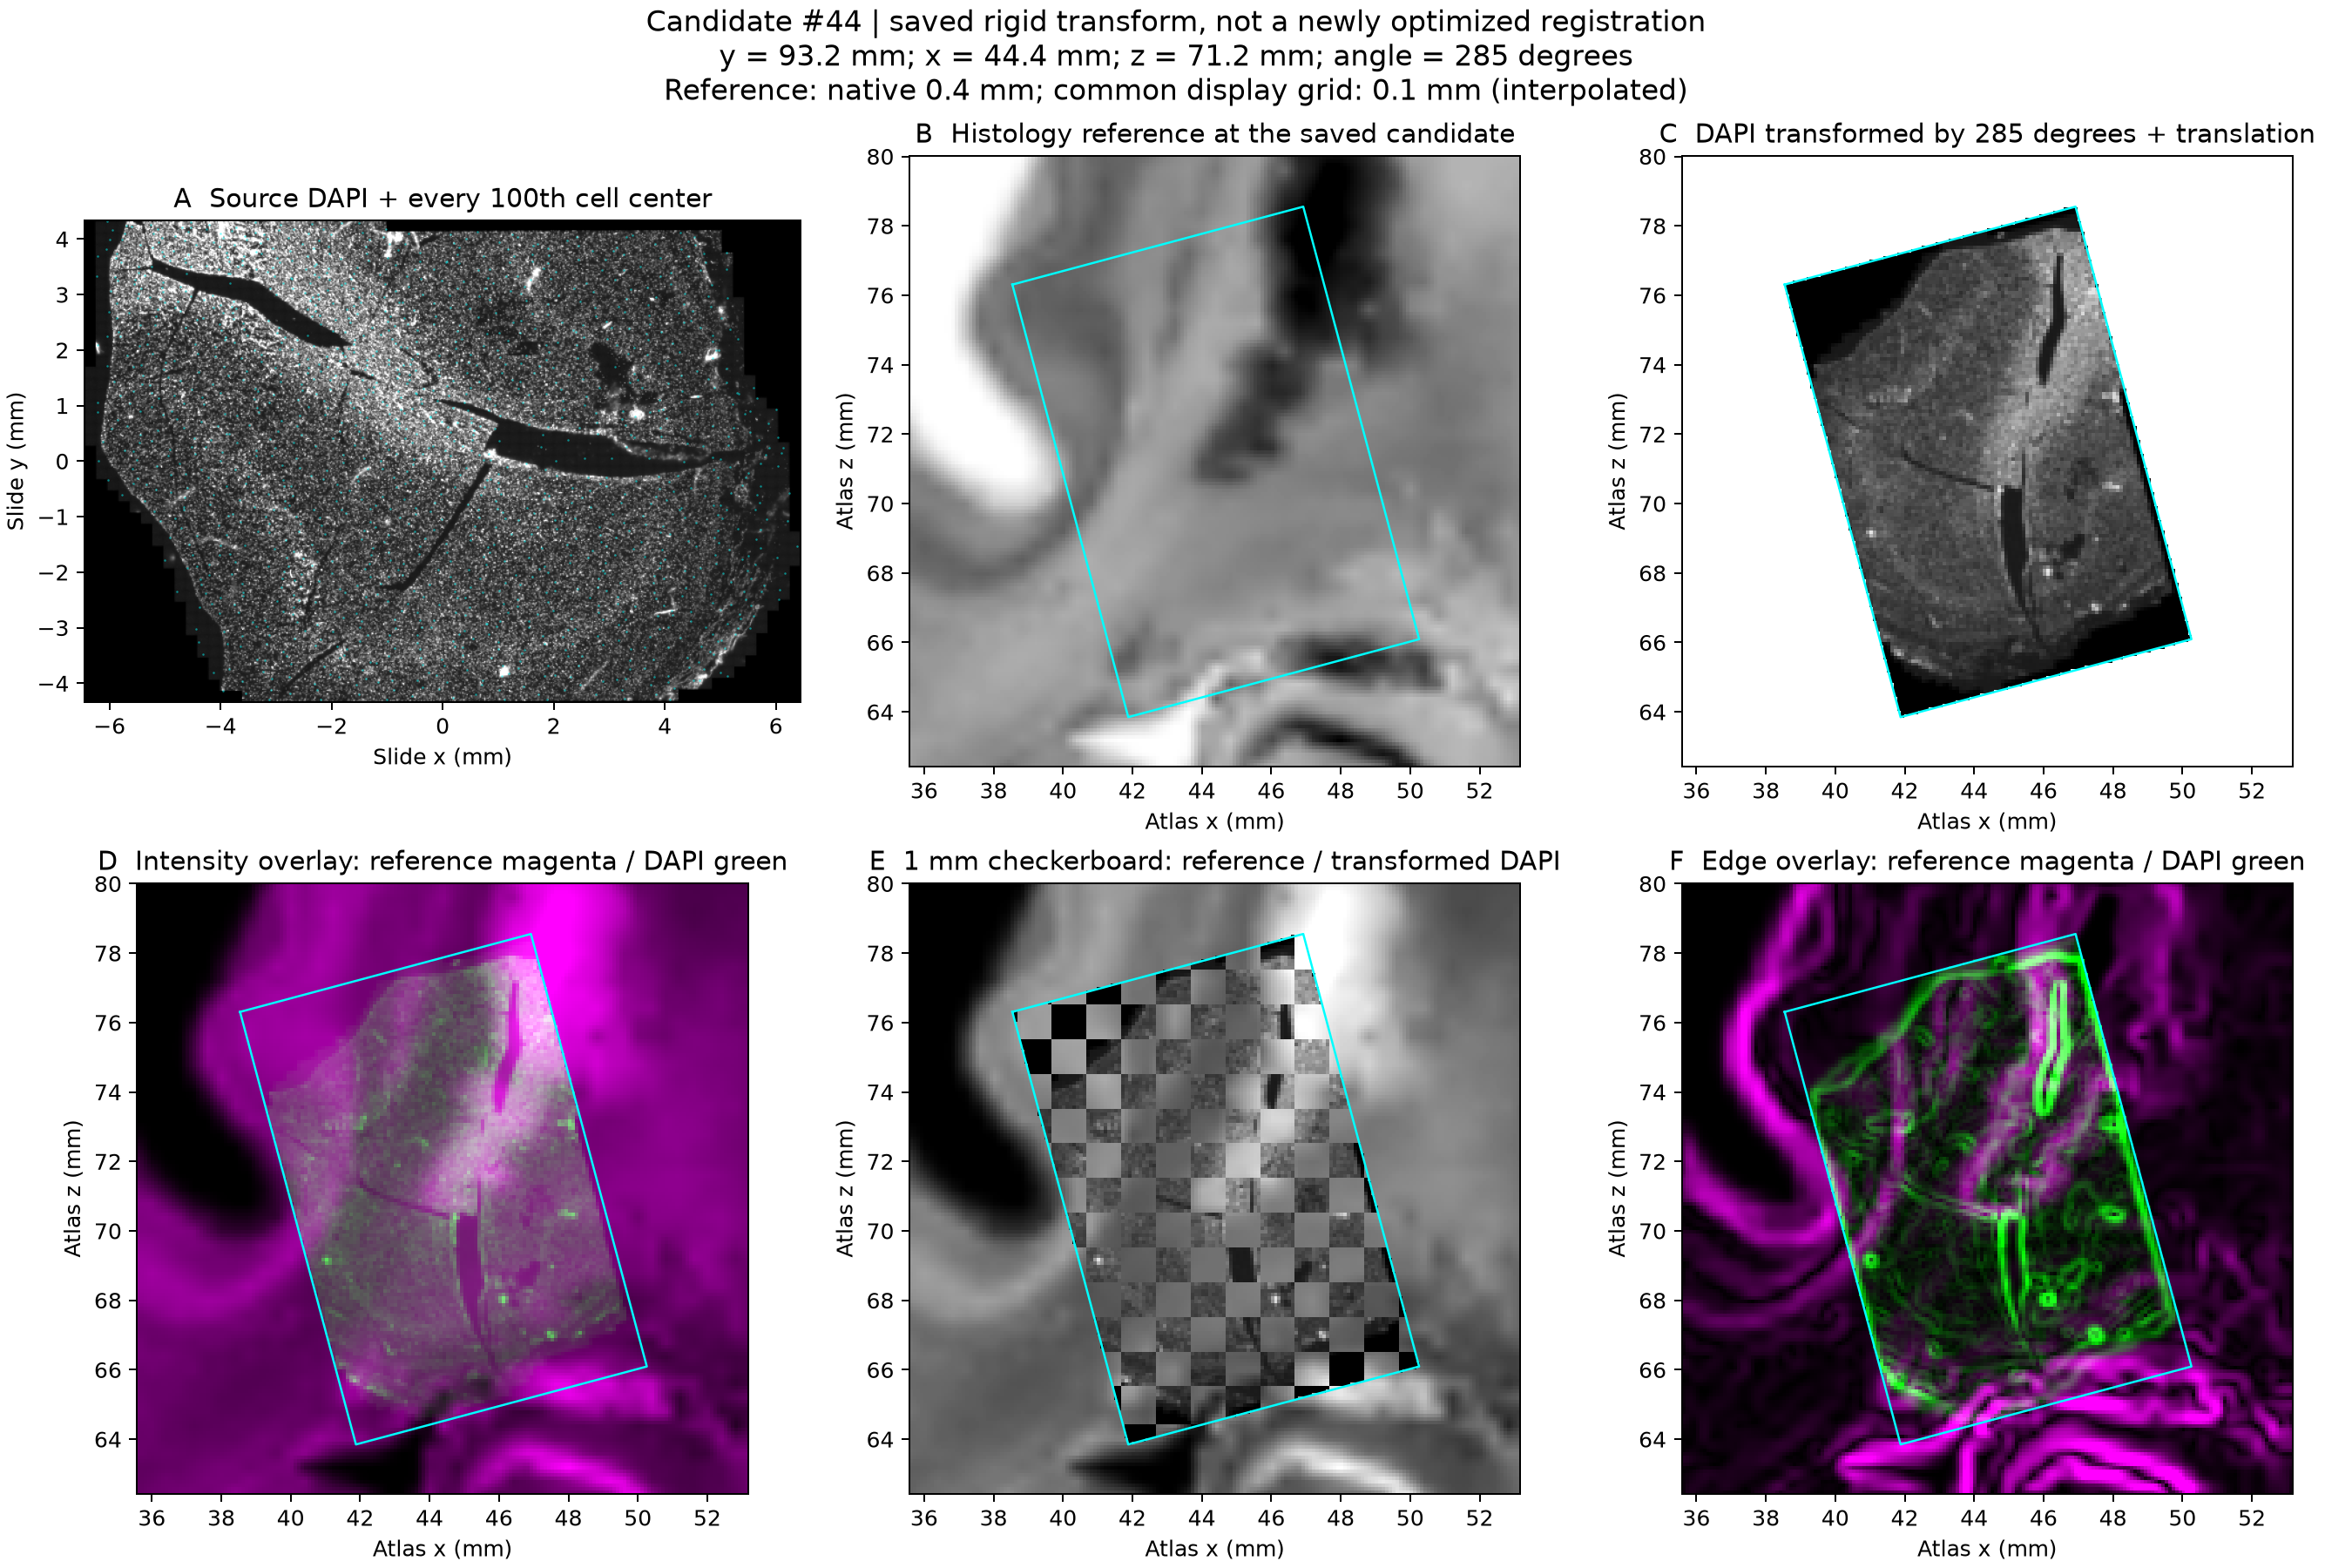 Candidate #44 | saved rigid transform, not a newly optimized registration
y = 93.2 mm; x = 44.4 mm; z = 71.2 mm; angle = 285 degrees
Reference: native 0.4 mm; common display grid: 0.1 mm (interpolated)
A Source DAPI + every 100th cell center
4
3
2
1
0
−1
−2
−3
−4
Slide y (mm)
−6 −4 −2 0 2 4 6
Slide x (mm)
B Histology reference at the saved candidate
80
78
76
74
72
70
68
66
64
Atlas z (mm)
36 38 40 42 44 46 48 50 52
Atlas x (mm)
C DAPI transformed by 285 degrees + translation
80
78
76
74
72
70
68
66
64
Atlas z (mm)
36 38 40 42 44 46 48 50 52
Atlas x (mm)
D Intensity overlay: reference magenta / DAPI green
80
78
76
74
72
70
68
66
64
Atlas z (mm)
36 38 40 42 44 46 48 50 52
Atlas x (mm)
E 1 mm checkerboard: reference / transformed DAPI
80
78
76
74
72
70
68
66
64
Atlas z (mm)
36 38 40 42 44 46 48 50 52
Atlas x (mm)
F Edge overlay: reference magenta / DAPI green
80
78
76
74
72
70
68
66
64
Atlas z (mm)
36 38 40 42 44 46 48 50 52
Atlas x (mm)